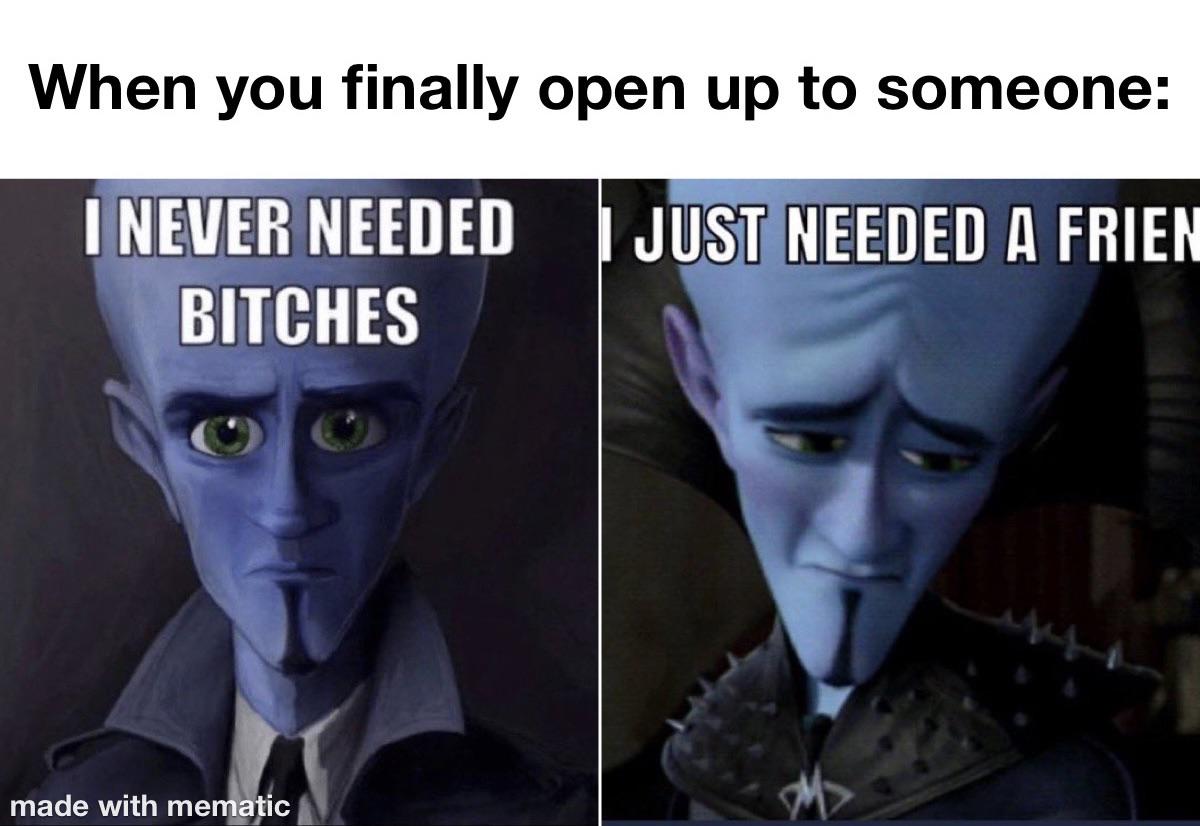 When you finally open up to someone:
I NEVER NEEDED
BITCHES
I JUST NEEDED A FRIEN
made with mematic